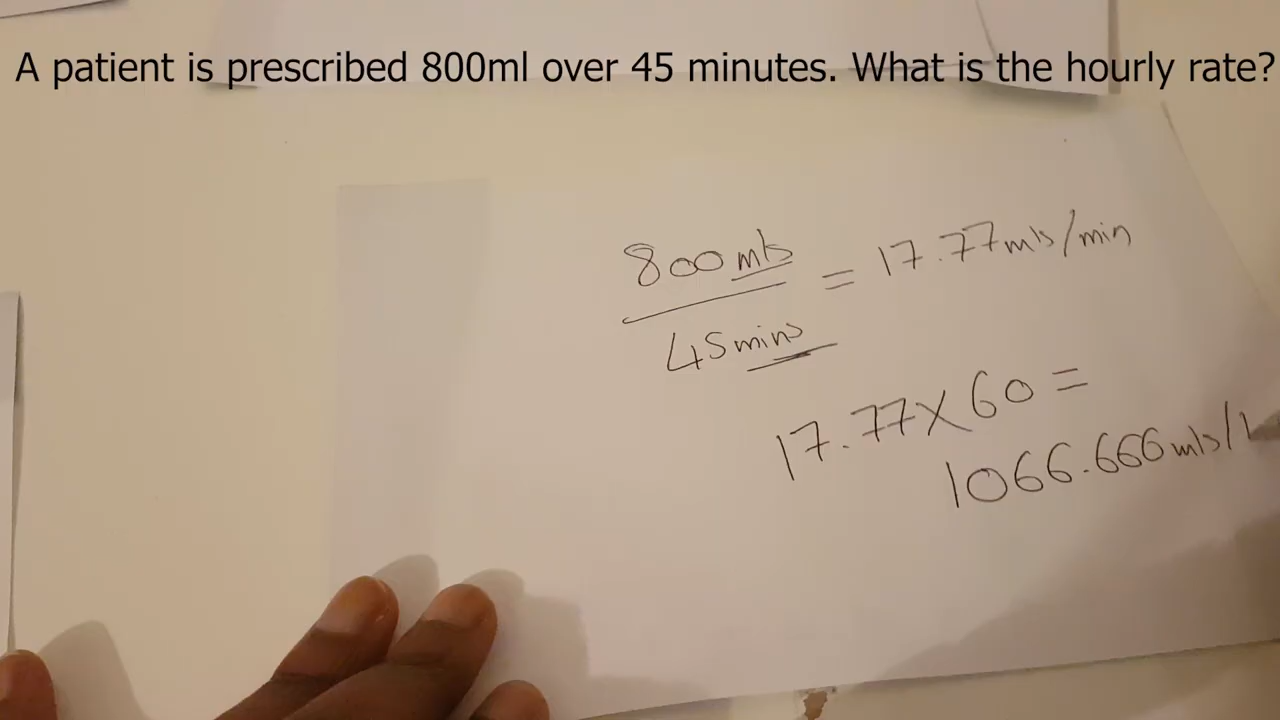 A patient is prescribed 800ml over 45 minutes. What is the hourly rate?
800mls
45mins
= 17.77mls/min
17.77X60 =
1066.666mls/